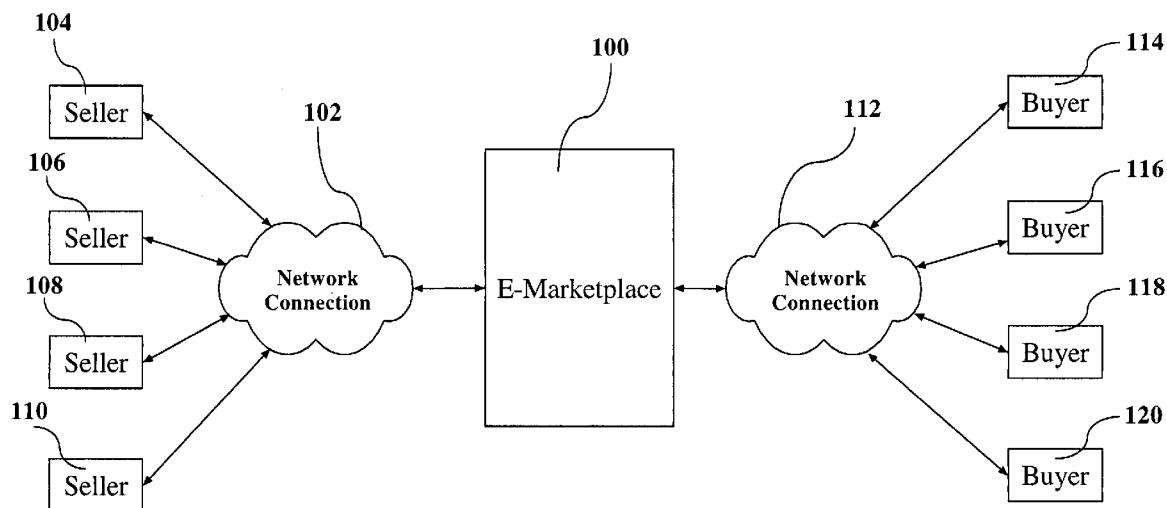 104
Seller
106
Seller
108
Seller
110
Seller
102
Network
Connection
100
E-Marketplace
112
Network
Connection
114
Buyer
116
Buyer
118
Buyer
120
Buyer